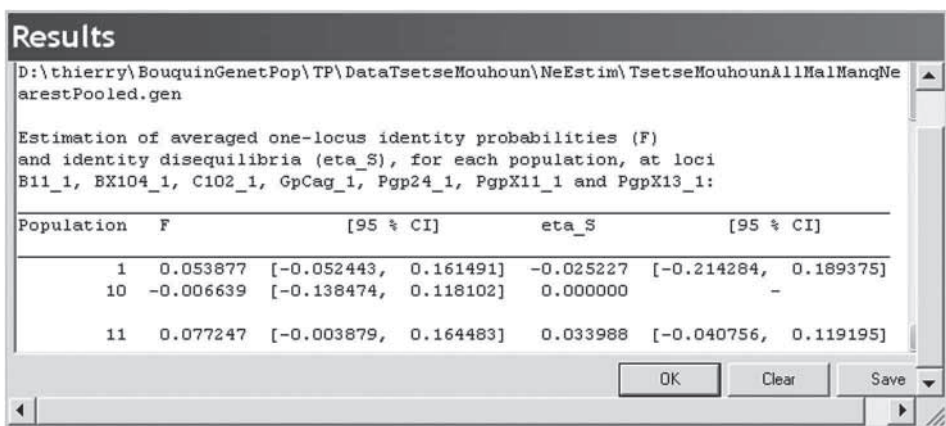 Results
D:\thierry\BouquinGenetPop\TP\DataTsetseMouhoun\NeEstim\TsetseMouhounAllMalManqNe
arestPooled.gen
Estimation of averaged one-locus identity probabilities (F)
and identity disequilibria (eta_S), for each population, at loci
B11_1, BX104_1, C102_1, GpCag_1, Pgp24_1, PgpX11_1 and PgpX13_1:
Population F [95 % CI] eta_S [95 % CI]
1 0.053877 [-0.052443, 0.161491] -0.025227 [-0.214284, 0.189375]
10 -0.006639 [-0.138474, 0.118102] 0.000000 -
11 0.077247 [-0.003879, 0.164483] 0.033988 [-0.040756, 0.119195]
OK Clear Save